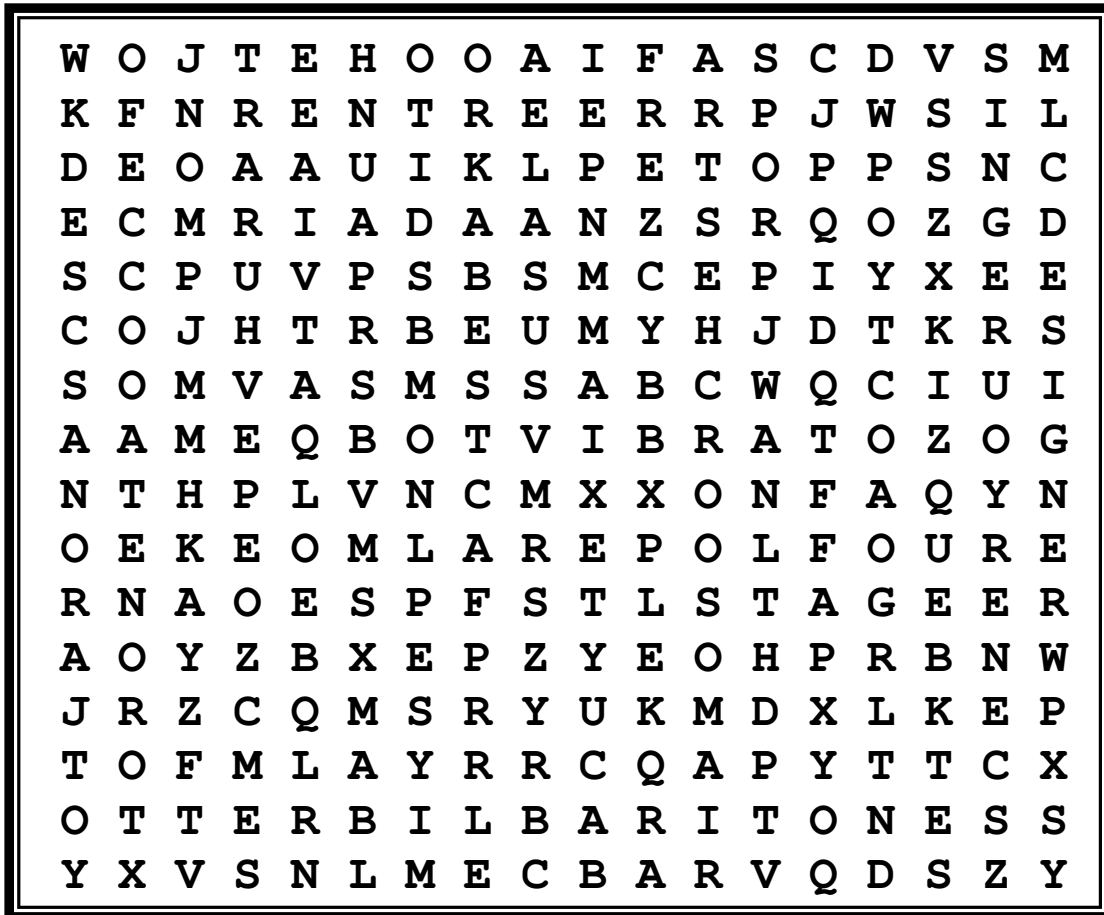 W O J T E H O O A I F A S C D V S M
K F N R E N T R E E R R P J W S I L
D E O A A U I K L P E T O P P S N C
E C M R I A D A A N Z S R Q O Z G D
S C P U V P S B S M C E P I Y X E E
C O J H T R B E U M Y H J D T K R S
S O M V A S M S S A B C W Q C I U I
A A M E Q B O T V I B R A T O Z O G
N T H P L V N C M X X O N F A Q Y N
O E K E O M L A R E P O L F O U R E
R N A O E S P F S T L S T A G E E R
A O Y Z B X E P Z Y E O H P R B N W
J R Z C Q M S R Y U K M D X L K E P
T O F M L A Y R R C Q A P Y T T C X
O T T E R B I L B A R I T O N E S S
Y X V S N L M E C B A R V Q D S Z Y